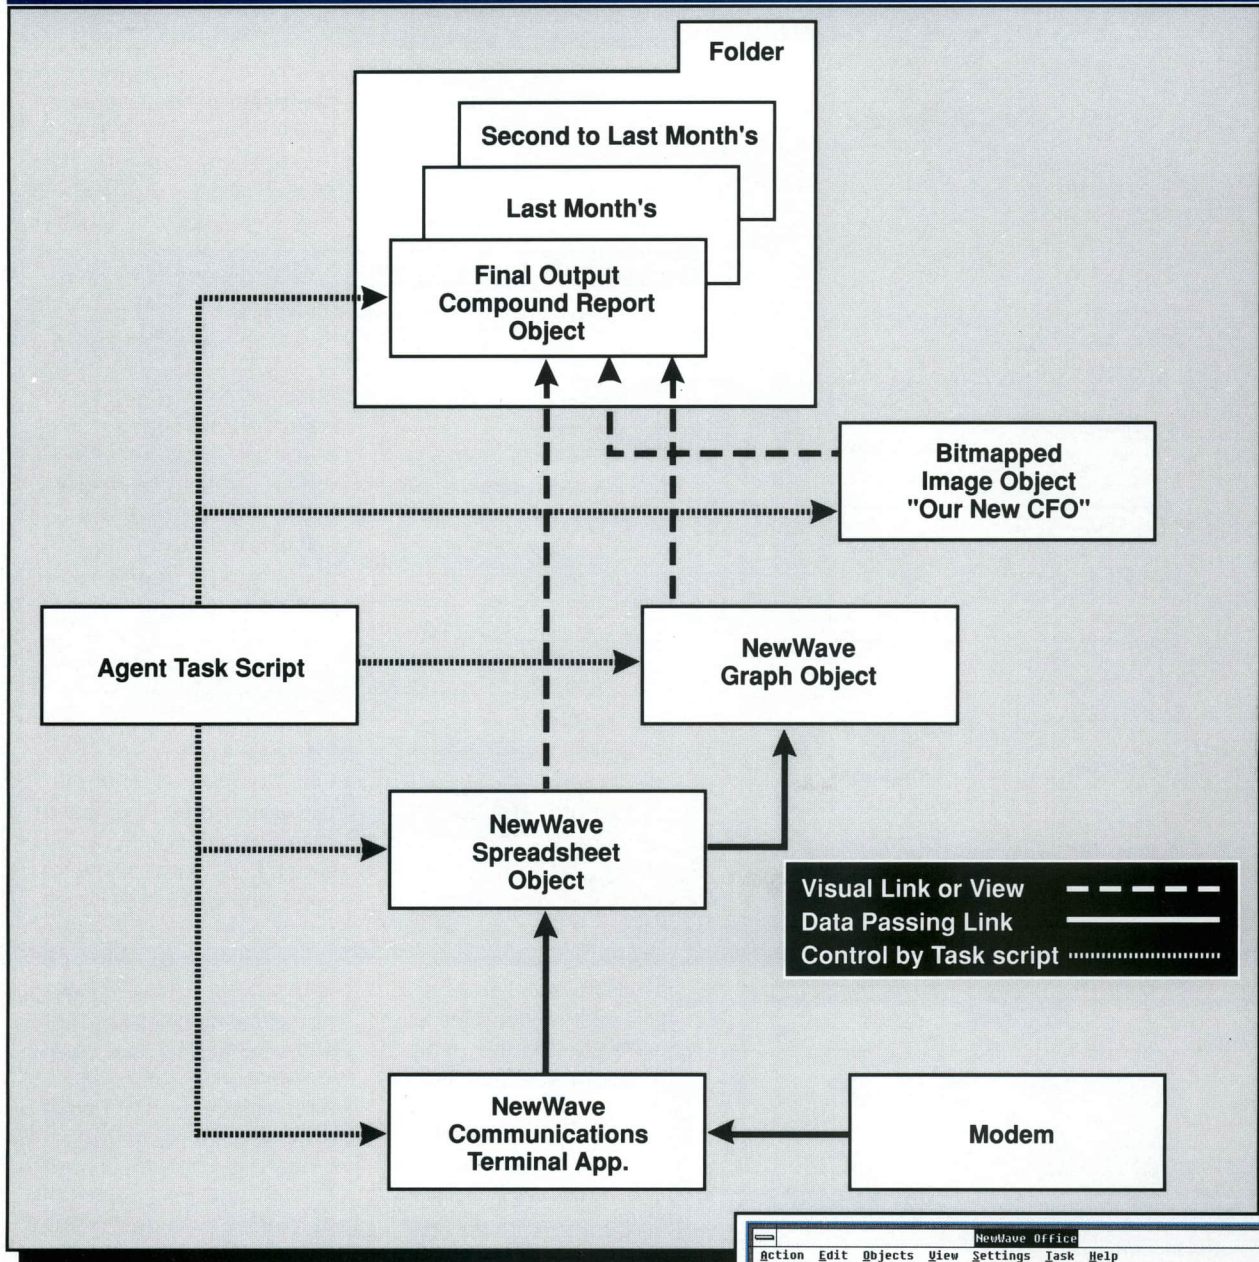 Folder
Second to Last Month's
Last Month's
Final Output
Compound Report
Object
Bitmapped
Image Object
"Our New CFO"
Agent Task Script
NewWave
Graph Object
NewWave
Spreadsheet
Object
Visual Link or View
Data Passing Link
Control by Task script
NewWave
Communications
Terminal App.
Modem
NewWave Office
Action Edit Objects View Settings Task Help